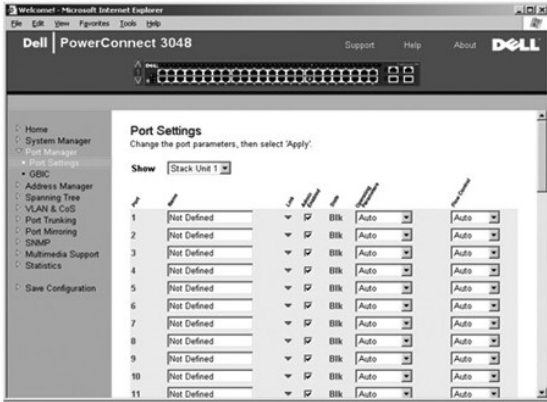 Welcome! - Microsoft Internet Explorer
File Edit View Favorites Tools Help
Dell | PowerConnect 3048
Support Help About DELL
Home
System Manager
Port Manager
Port Settings
GBIC
Address Manager
Spanning Tree
VLAN & CoS
Port Trunking
Port Mirroring
SNMP
Multimedia Support
Statistics
Save Configuration
Port Settings
Change the port parameters, then select 'Apply'.
Show Stack Unit 1
Port Name Link Admin Enabled State Operating Parameters Flow Control
1 Not Defined Blk Auto Auto
2 Not Defined Blk Auto Auto
3 Not Defined Blk Auto Auto
4 Not Defined Blk Auto Auto
5 Not Defined Blk Auto Auto
6 Not Defined Blk Auto Auto
7 Not Defined Blk Auto Auto
8 Not Defined Blk Auto Auto
9 Not Defined Blk Auto Auto
10 Not Defined Blk Auto Auto
11 Not Defined Blk Auto Auto